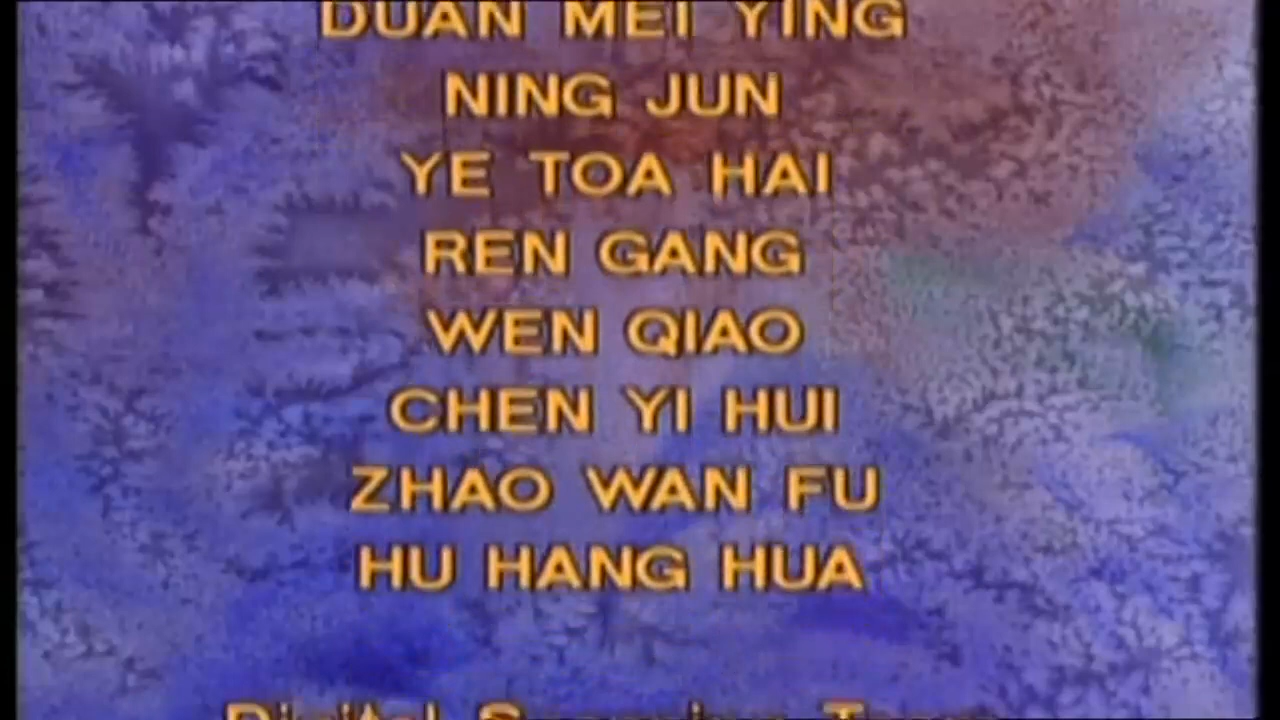 DUAN MEI YING
NING JUN
YE TOA HAI
REN GANG
WEN QIAO
CHEN YI HUI
ZHAO WAN FU
HU HANG HUA
Digital